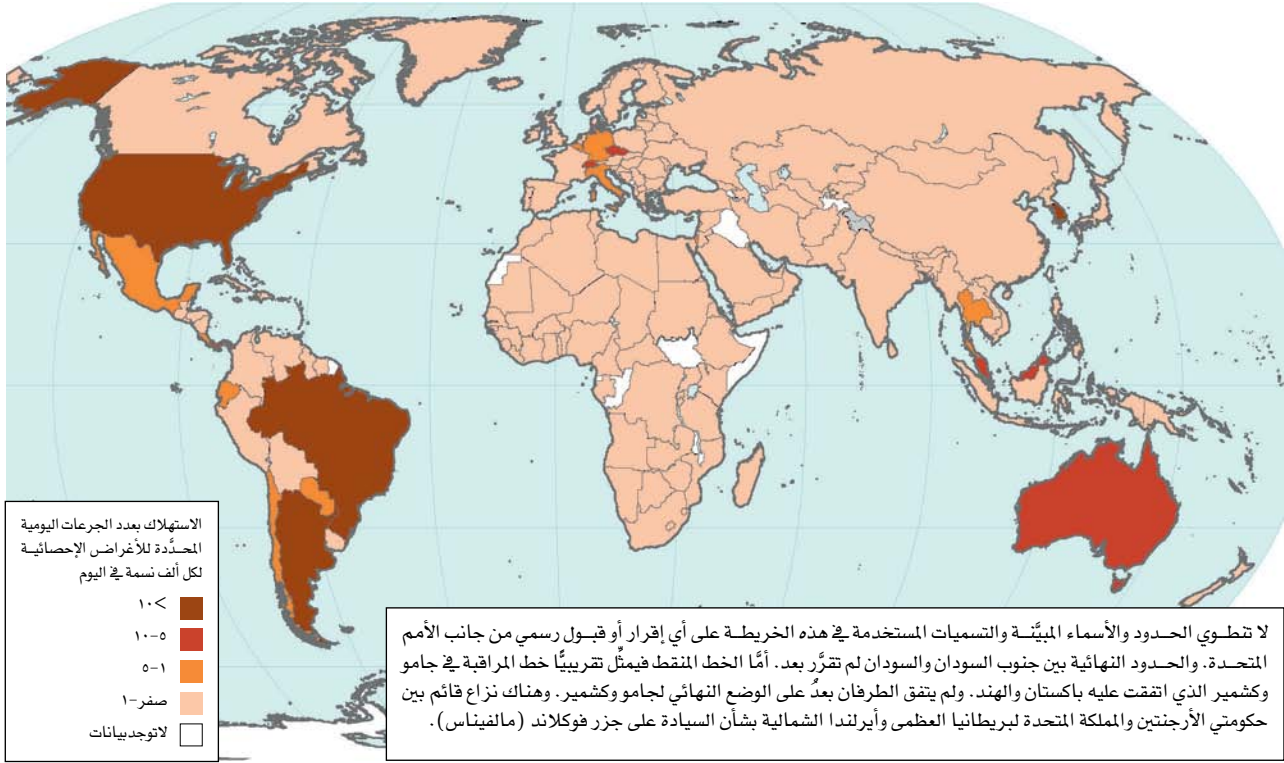 الاستهلاك بعدد الجرعات اليومية
المحدَّدة للأغراض الإحصائية
لكل ألف نسمة في اليوم
١٠<
١٠-٥
٥-١
صفر-١
لاتوجدبيانات
لا تنطوي الحدود والأسماء المبيَّنة والتسميات المستخدمة في هذه الخريطة على أي إقرار أو قبول رسمي من جانب الأمم
المتحدة. والحدود النهائية بين جنوب السودان والسودان لم تقرَّر بعد. أمَّا الخط المنقط فيمثِّل تقريبيًّا خط المراقبة في جامو
وكشمير الذي اتفقت عليه باكستان والهند. ولم يتفق الطرفان بعدُ على الوضع النهائي لجامو وكشمير. وهناك نزاع قائم بين
حكومتي الأرجنتين والمملكة المتحدة لبريطانيا العظمى وأيرلندا الشمالية بشأن السيادة على جزر فوكلاند (مالفيناس).